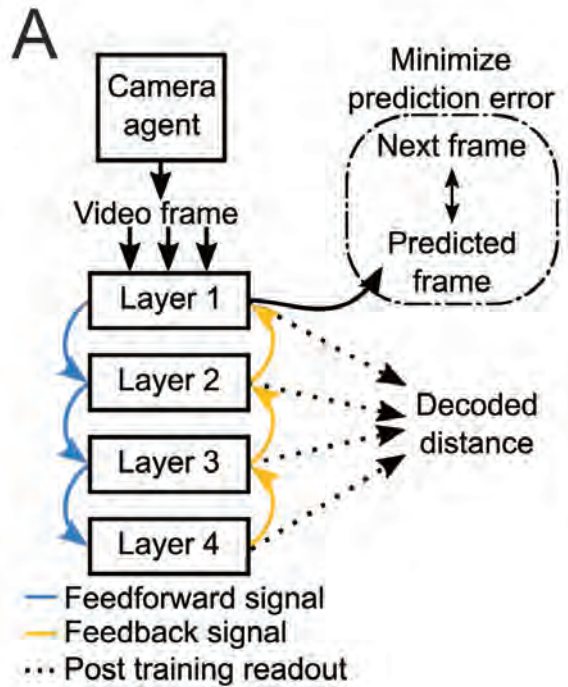 A
Camera
agent
Video frame
Layer 1
Layer 2
Layer 3
Layer 4
Minimize
prediction error
Next frame
Predicted
frame
Decoded
distance
Feedforward signal
Feedback signal
Post training readout